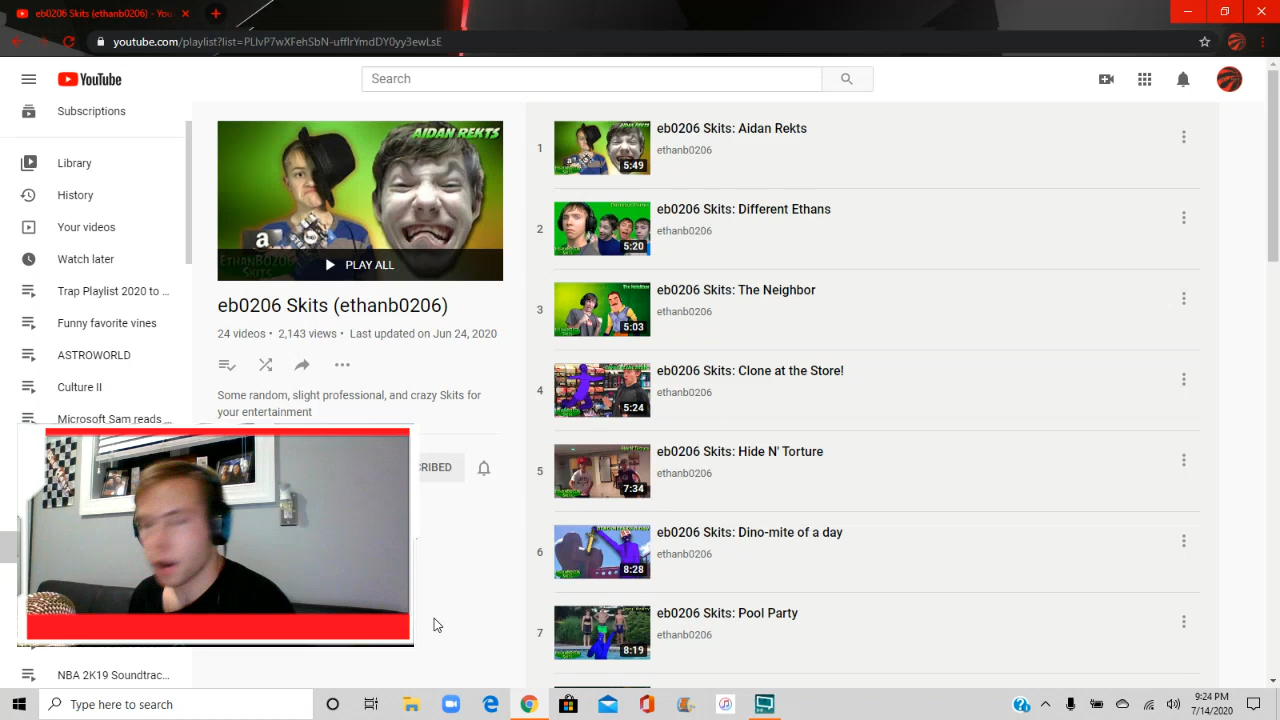 eb0206 Skits (ethanb0206) - You
youtube.com/playlist?list=PLlvP7wXFehSbN-uffIrYmdDY0yy3ewLsE
YouTube
Search
Subscriptions
Library
History
Your videos
Watch later
Trap Playlist 2020 to ...
Funny favorite vines
ASTROWORLD
Culture II
Microsoft Sam reads ...
NBA 2K19 Soundtrac...
AIDAN REKTS
ETHANB0206
SKITS
PLAY ALL
eb0206 Skits (ethanb0206)
24 videos • 2,143 views • Last updated on Jun 24, 2020
Some random, slight professional, and crazy Skits for
your entertainment
CRIBED
1
5:49
eb0206 Skits: Aidan Rekts
ethanb0206
2
5:20
eb0206 Skits: Different Ethans
ethanb0206
3
5:03
eb0206 Skits: The Neighbor
ethanb0206
4
5:24
eb0206 Skits: Clone at the Store!
ethanb0206
5
7:34
eb0206 Skits: Hide N' Torture
ethanb0206
6
8:28
eb0206 Skits: Dino-mite of a day
ethanb0206
7
8:19
eb0206 Skits: Pool Party
ethanb0206
Type here to search
9:24 PM
7/14/2020